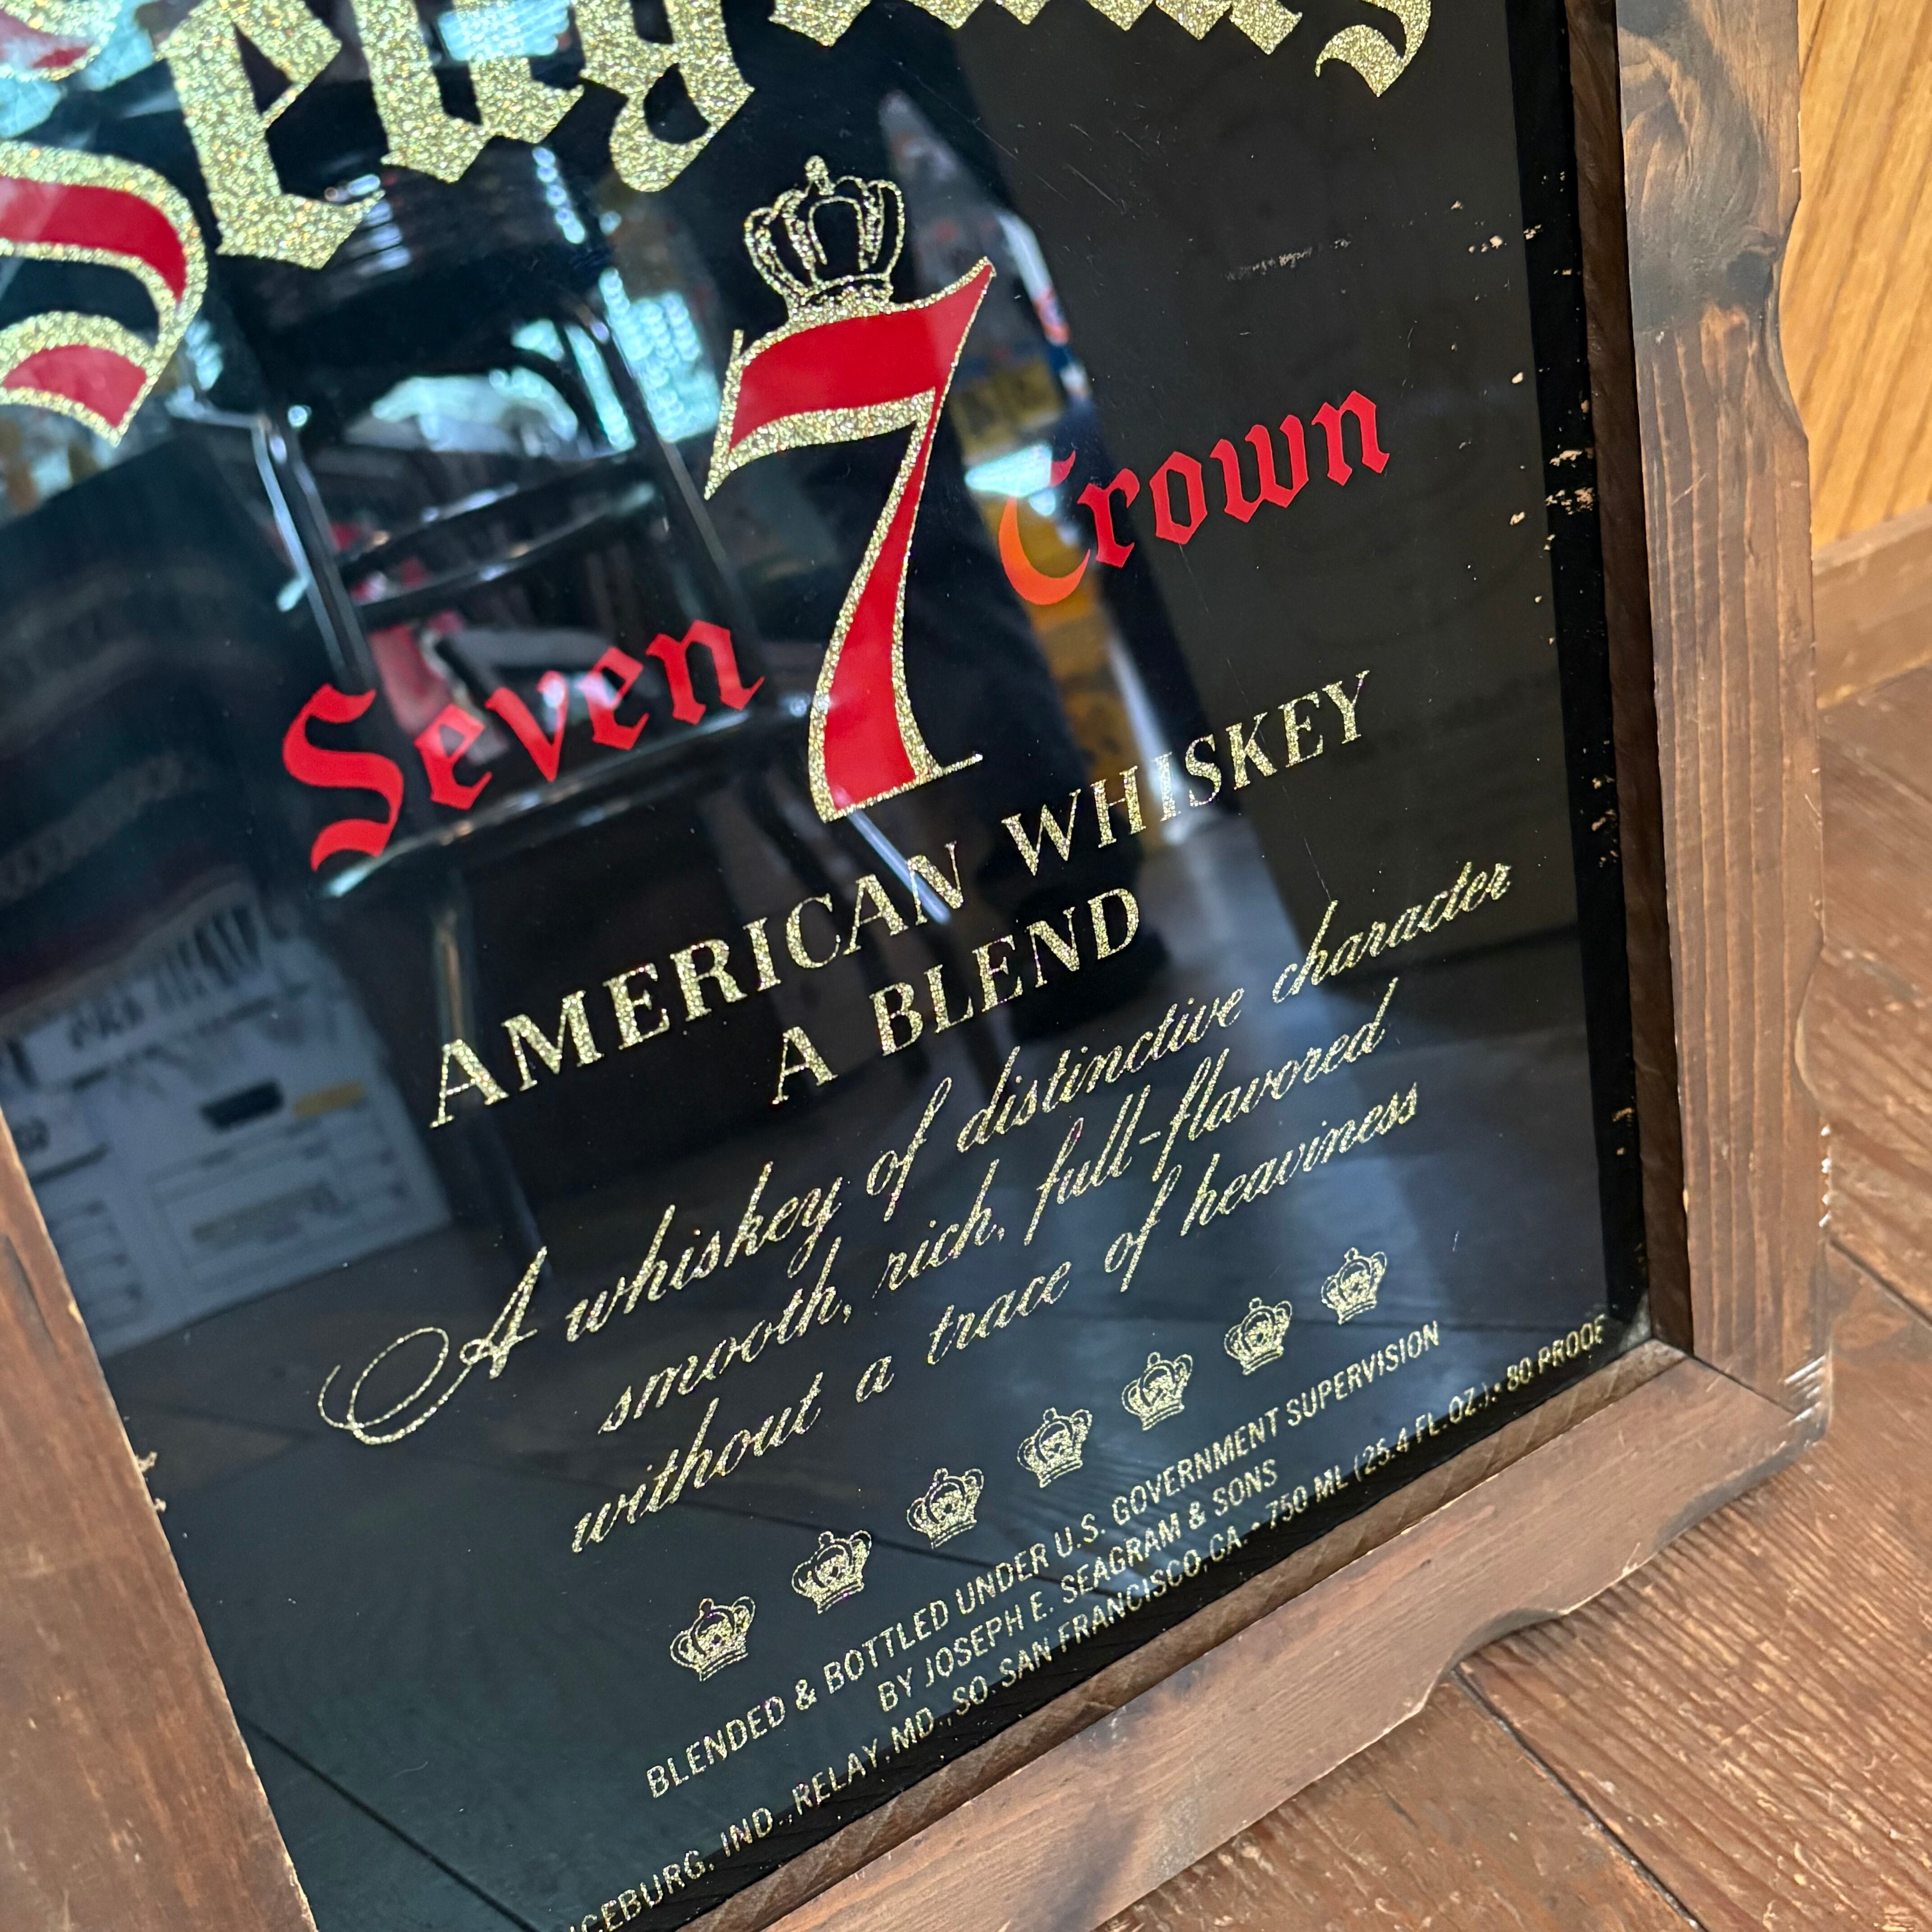 Seagram's
7
Seven Crown
AMERICAN WHISKEY
A BLEND
A whiskey of distinctive character
smooth, rich, full-flavored
without a trace of heaviness
BLENDED & BOTTLED UNDER U.S. GOVERNMENT SUPERVISION
BY JOSEPH E. SEAGRAM & SONS
CEBURG, IND., RELAY, MD., SO. SAN FRANCISCO, CA. • 750 ML (25.4 FL. OZ.) • 80 PROOF